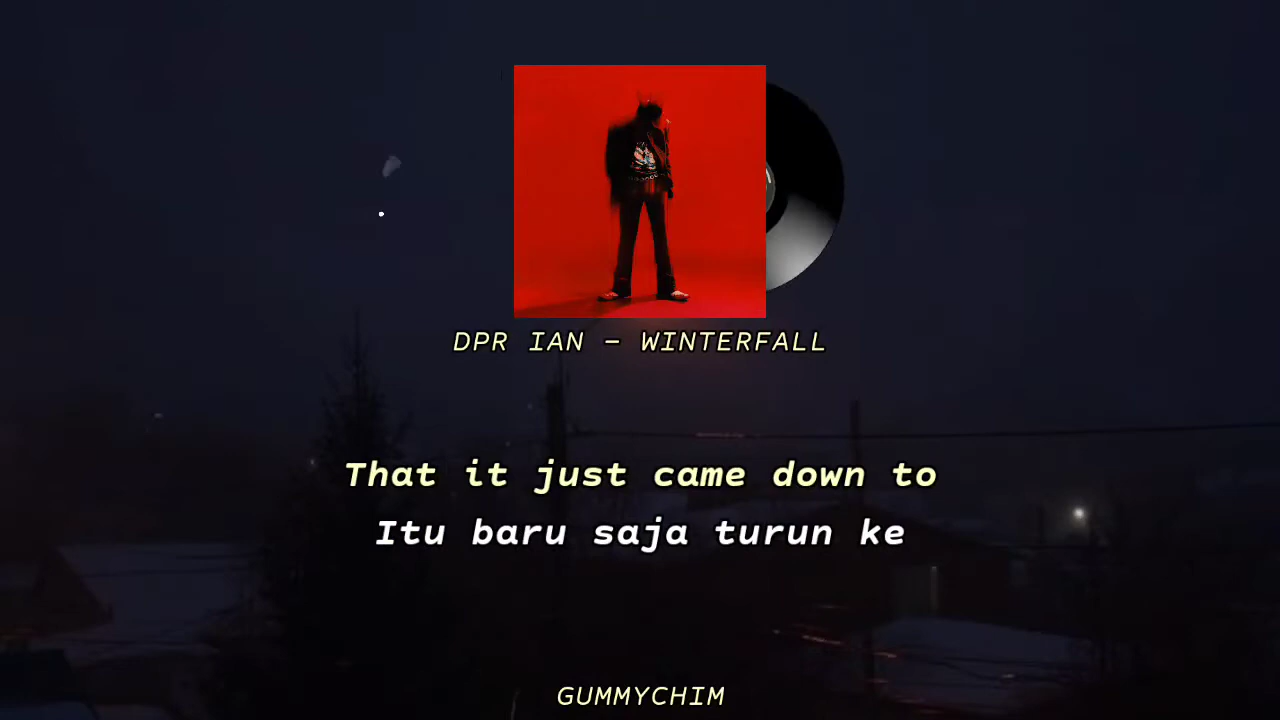 DPR IAN - WINTERFALL
That it just came down to
Itu baru saja turun ke
GUMMYCHIM